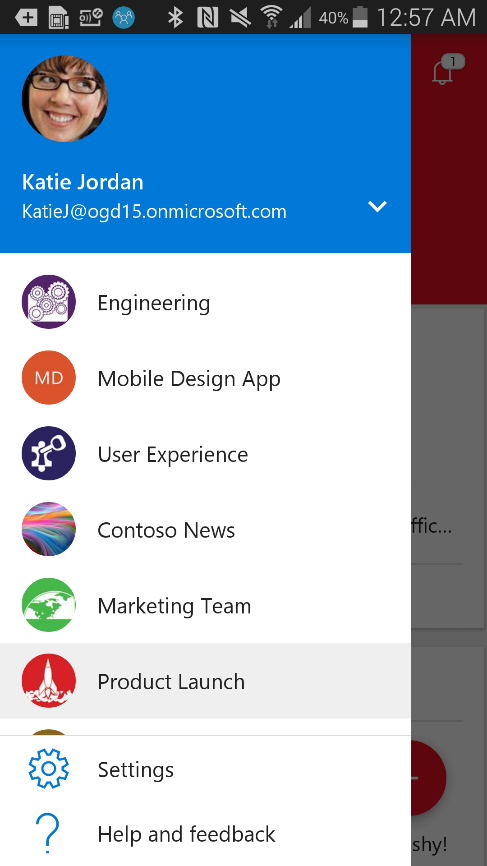 40% 12:57 AM
1
Katie Jordan
KatieJ@ogd15.onmicrosoft.com
Engineering
MD
Mobile Design App
User Experience
Contoso News
ffic...
Marketing Team
Product Launch
Settings
Help and feedback
shy!